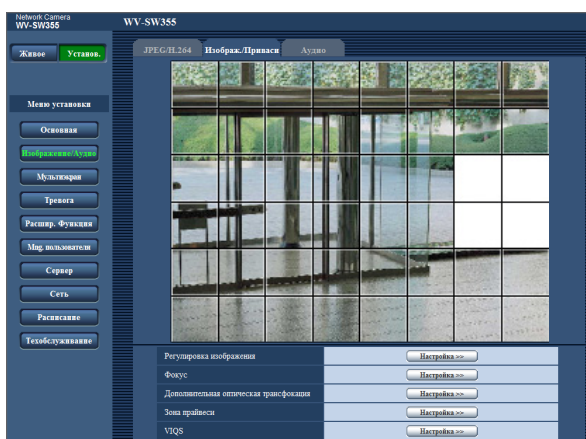 Network Camera
WV-SW355
WV-SW355
Живое
Установ.
JPEG/H.264
Изображ./Приваси
Аудио
Меню установки
Основная
Изображение/Аудио
Мультиэкран
Тревога
Расшир. Функция
Mng. пользователи
Сервер
Сеть
Расписание
Техобслуживание
Регулировка изображения
Настройка >>
Фокус
Настройка >>
Дополнительная оптическая трансфокация
Настройка >>
Зона прайвеси
Настройка >>
VIQS
Настройка >>